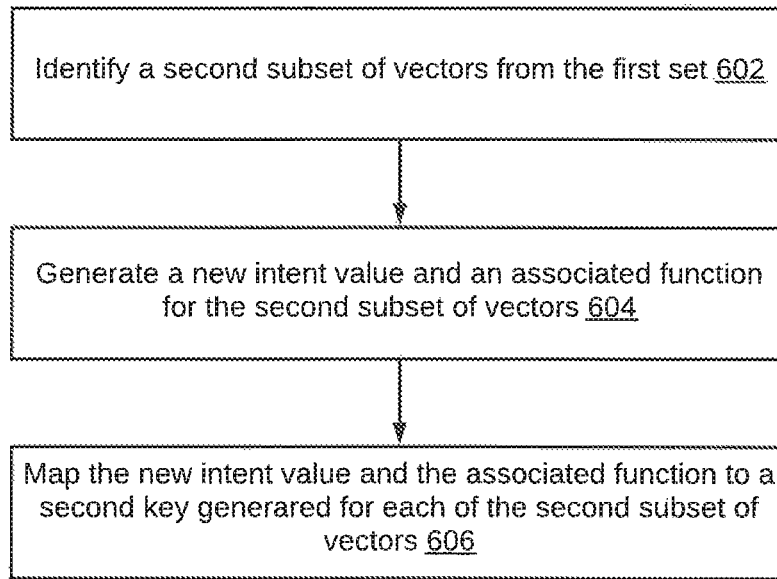 Identify a second subset of vectors from the first set 602
Generate a new intent value and an associated function
for the second subset of vectors 604
Map the new intent value and the associated function to a
second key generared for each of the second subset of
vectors 606